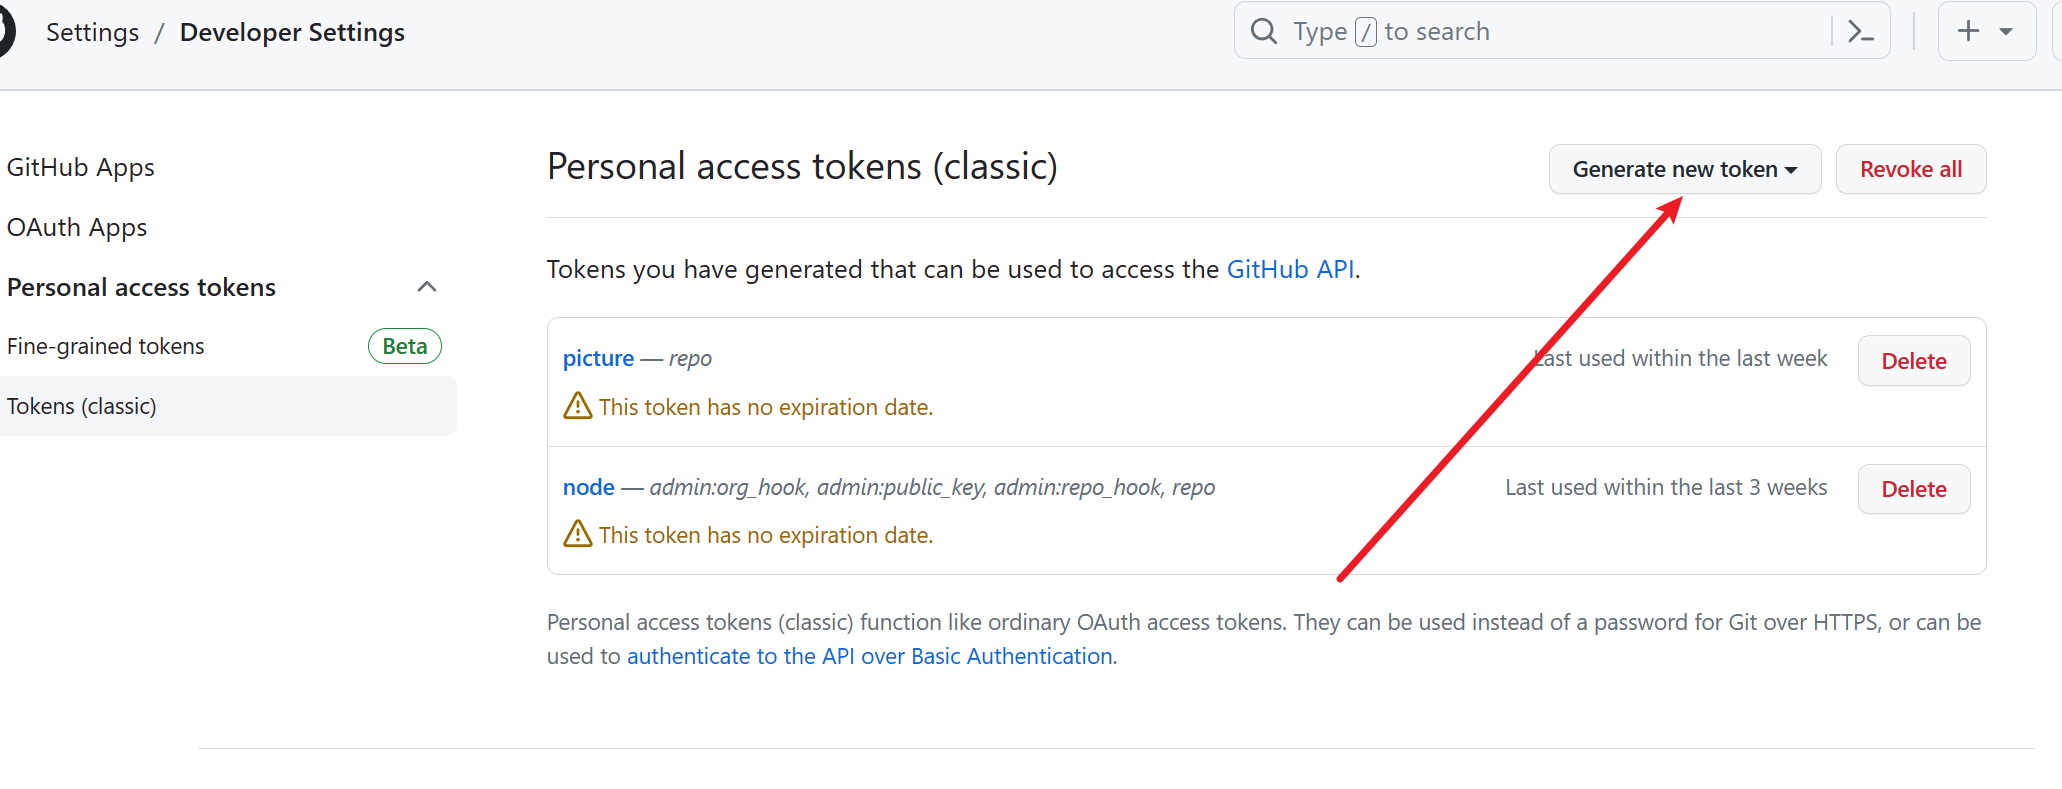 Settings / Developer Settings
Type / to search
GitHub Apps
OAuth Apps
Personal access tokens
Fine-grained tokens Beta
Tokens (classic)
Personal access tokens (classic)
Generate new token
Revoke all
Tokens you have generated that can be used to access the GitHub API.
picture — repo
Last used within the last week
Delete
This token has no expiration date.
node — admin:org_hook, admin:public_key, admin:repo_hook, repo
Last used within the last 3 weeks
Delete
This token has no expiration date.
Personal access tokens (classic) function like ordinary OAuth access tokens. They can be used instead of a password for Git over HTTPS, or can be
used to authenticate to the API over Basic Authentication.